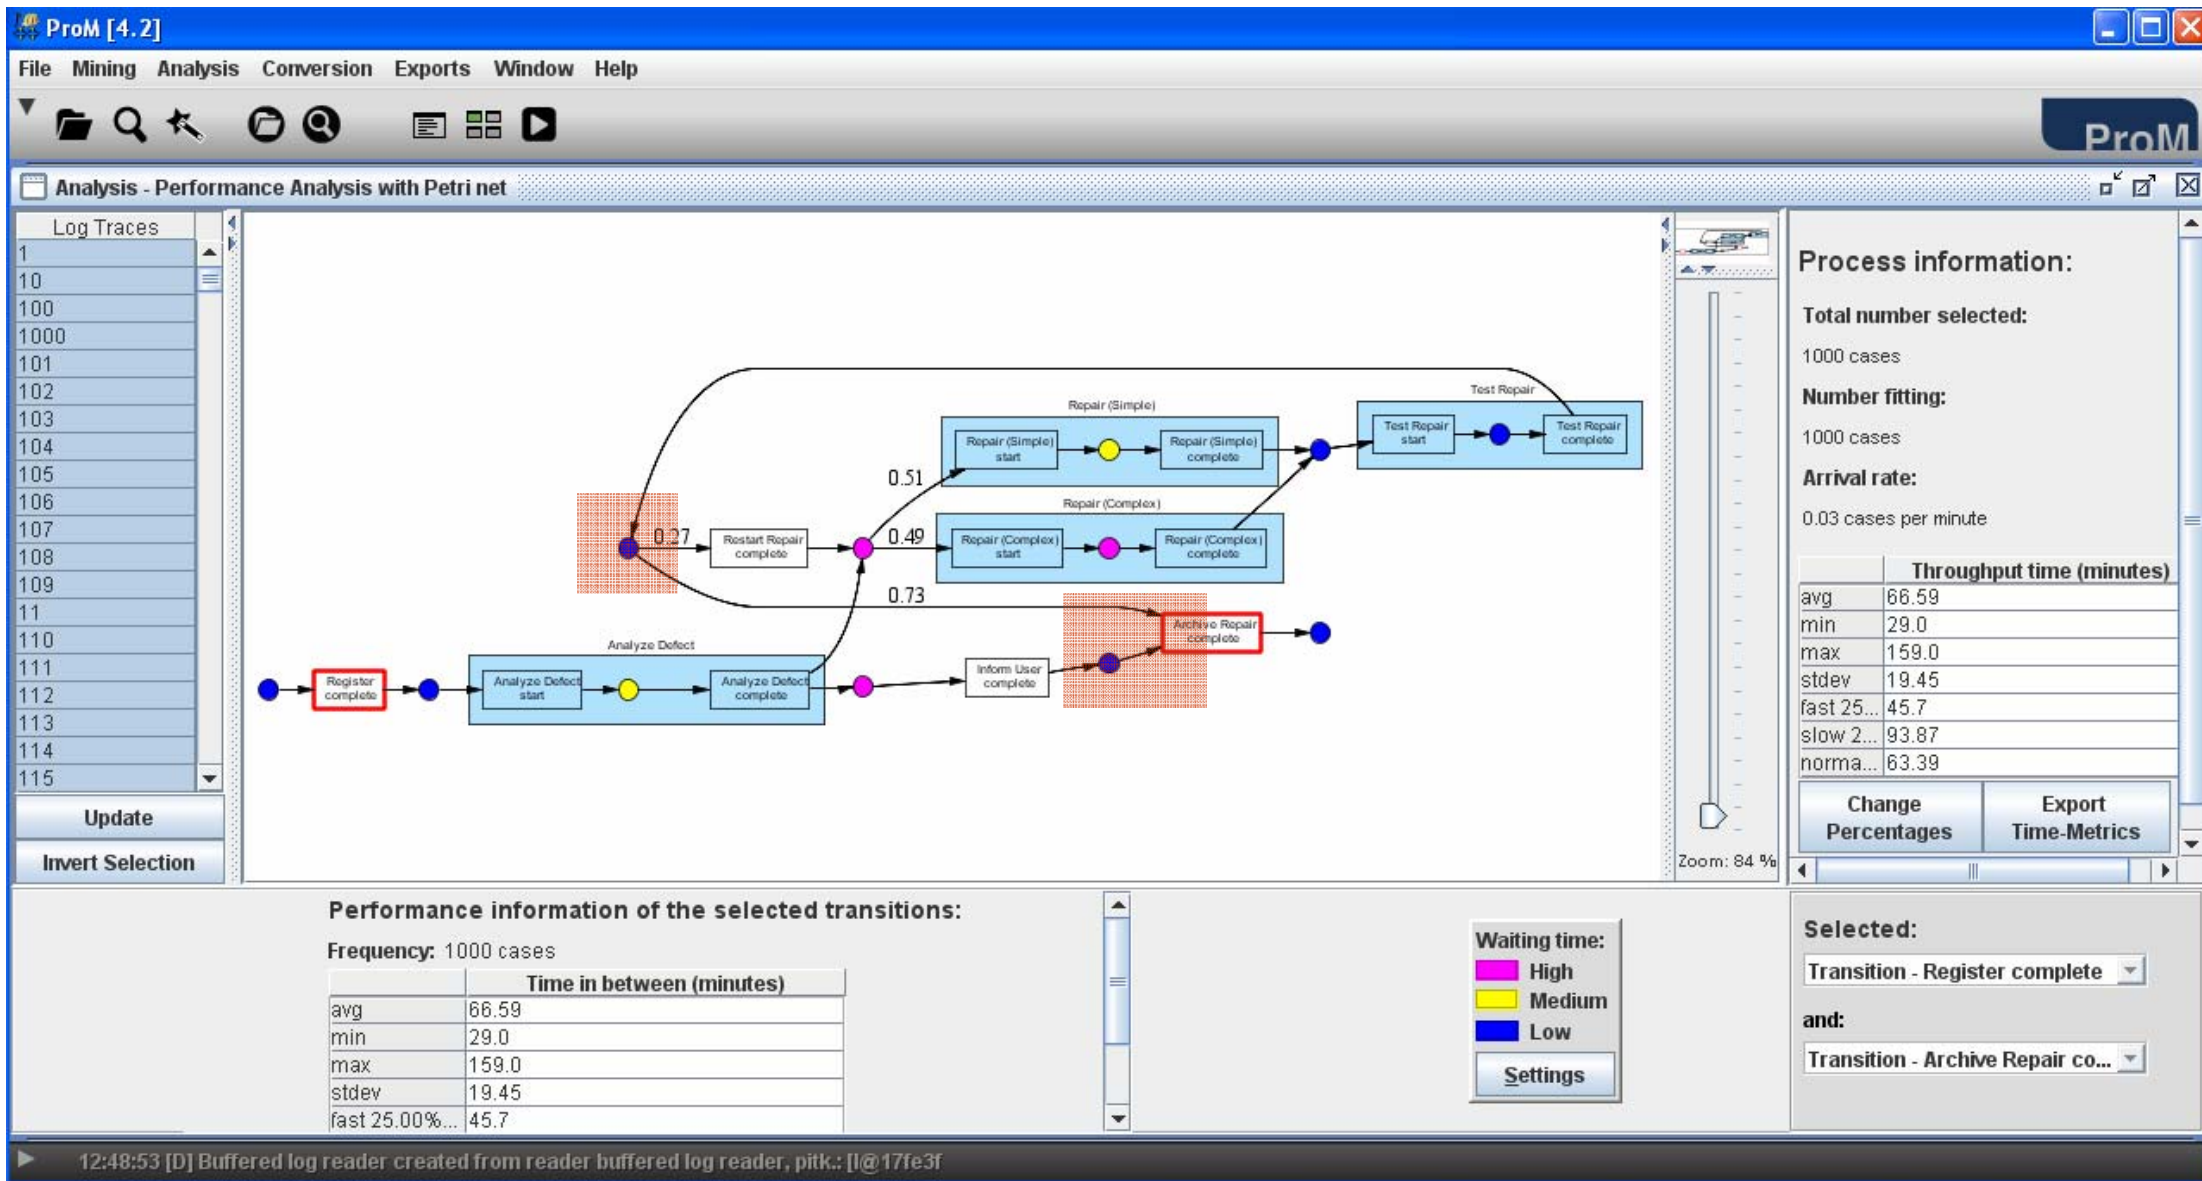 ProM [4.2]
File Mining Analysis Conversion Exports Window Help
ProM
Analysis - Performance Analysis with Petri net
Log Traces
1
10
100
1000
101
102
103
104
105
106
107
108
109
11
110
111
112
113
114
115
Update
Invert Selection
Test Repair
Test Repair
start
Test Repair
complete
Repair (Simple)
Repair (Simple)
start
Repair (Simple)
complete
0.51
Repair (Complex)
0.27
Restart Repair
complete
0.49
Repair (Complex)
start
Repair (Complex)
complete
0.73
Archive Repair
complete
Analyze Defect
Register
complete
Analyze Defect
start
Analyze Defect
complete
Inform User
complete
Zoom: 84 %
Process information:
Total number selected:
1000 cases
Number fitting:
1000 cases
Arrival rate:
0.03 cases per minute
Throughput time (minutes)
avg 66.59
min 29.0
max 159.0
stdev 19.45
fast 25... 45.7
slow 2... 93.87
norma... 63.39
Change
Percentages
Export
Time-Metrics
Performance information of the selected transitions:
Frequency: 1000 cases
Time in between (minutes)
avg 66.59
min 29.0
max 159.0
stdev 19.45
fast 25.00%... 45.7
Waiting time:
High
Medium
Low
Settings
Selected:
Transition - Register complete
and:
Transition - Archive Repair co...
12:48:53 [D] Buffered log reader created from reader buffered log reader, pitk.: [I@17fe3f